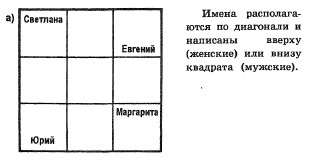 а)
Светлана
Евгений
Маргарита
Юрий
Имена располага-
ются по диагонали и
написаны вверху
(женские) или внизу
квадрата (мужские).